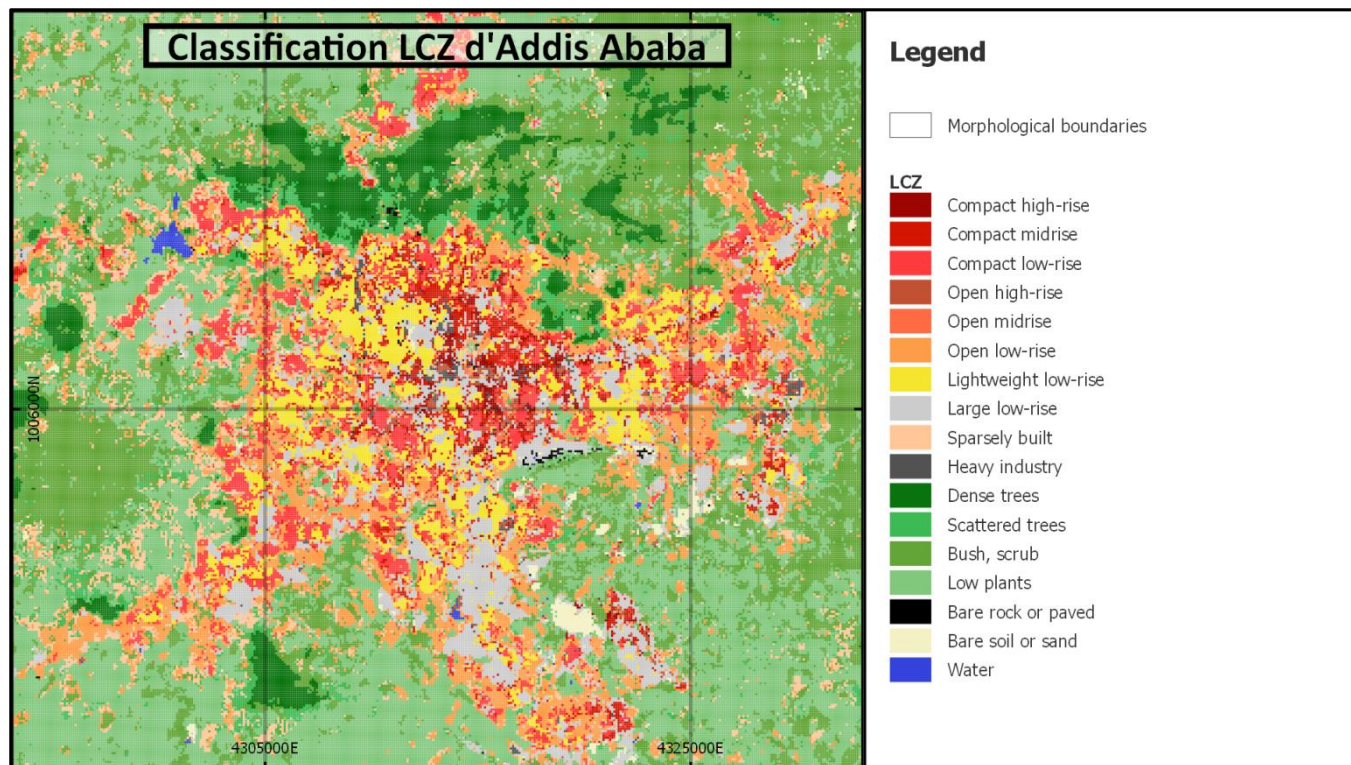 Classification LCZ d'Addis Ababa
1006000N
4305000E
4325000E
Legend
Morphological boundaries
LCZ
Compact high-rise
Compact midrise
Compact low-rise
Open high-rise
Open midrise
Open low-rise
Lightweight low-rise
Large low-rise
Sparsely built
Heavy industry
Dense trees
Scattered trees
Bush, scrub
Low plants
Bare rock or paved
Bare soil or sand
Water